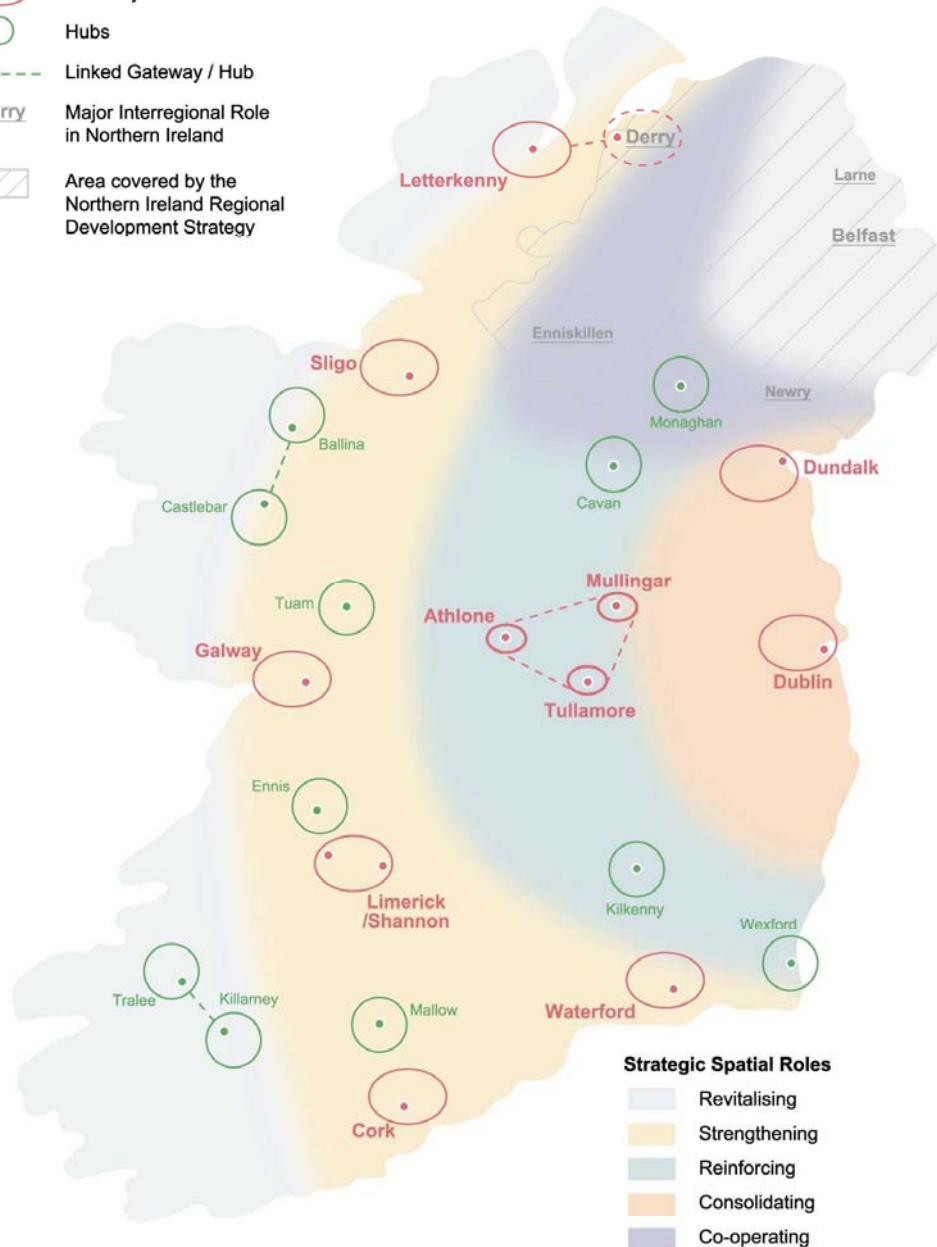 Hubs
Linked Gateway / Hub
rry
Major Interregional Role
in Northern Ireland
Area covered by the
Northern Ireland Regional
Development Strategy
Derry
Letterkenny
Larne
Belfast
Enniskillen
Sligo
Newry
Monaghan
Ballina
Dundalk
Castlebar
Cavan
Mullingar
Tuam
Athlone
Galway
Dublin
Tullamore
Ennis
Limerick
/Shannon
Kilkenny
Wexford
Tralee
Killarney
Mallow
Waterford
Cork
Strategic Spatial Roles
Revitalising
Strengthening
Reinforcing
Consolidating
Co-operating